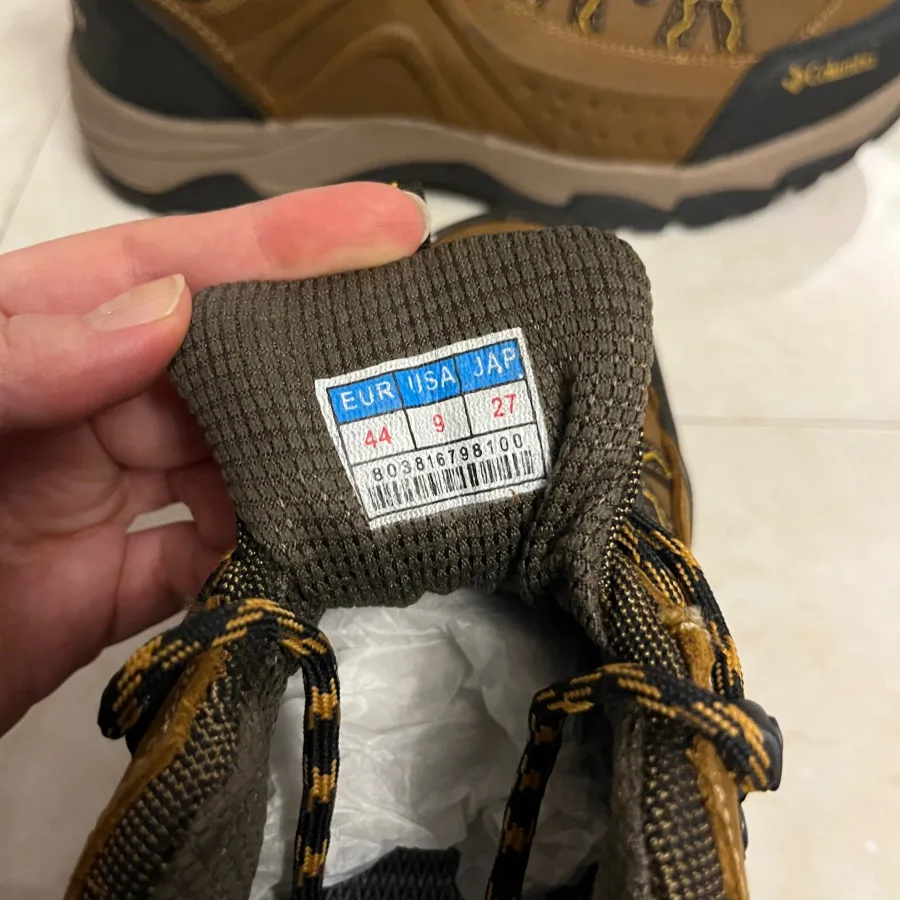 Columbia
EUR USA JAP
44 9 27
803816798100